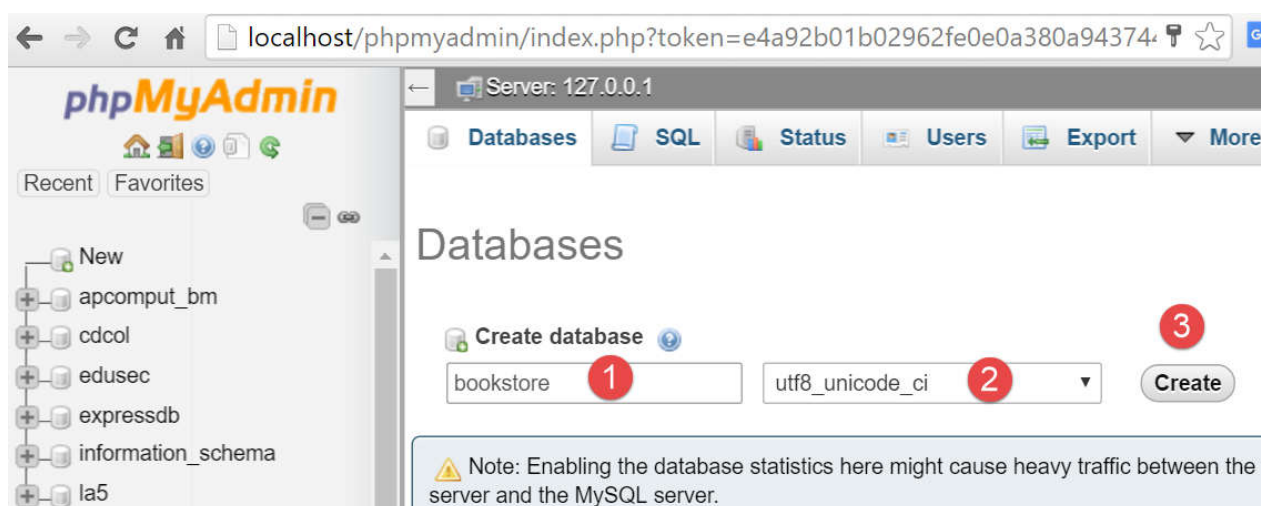 localhost/phpmyadmin/index.php?token=e4a92b01b02962fe0e0a380a943744
phpMyAdmin
Recent Favorites
New
apcomput_bm
cdcol
edusec
expressdb
information_schema
la5
Server: 127.0.0.1
Databases SQL Status Users Export More
Databases
Create database
3
bookstore 1 utf8_unicode_ci 2 Create
Note: Enabling the database statistics here might cause heavy traffic between the
server and the MySQL server.